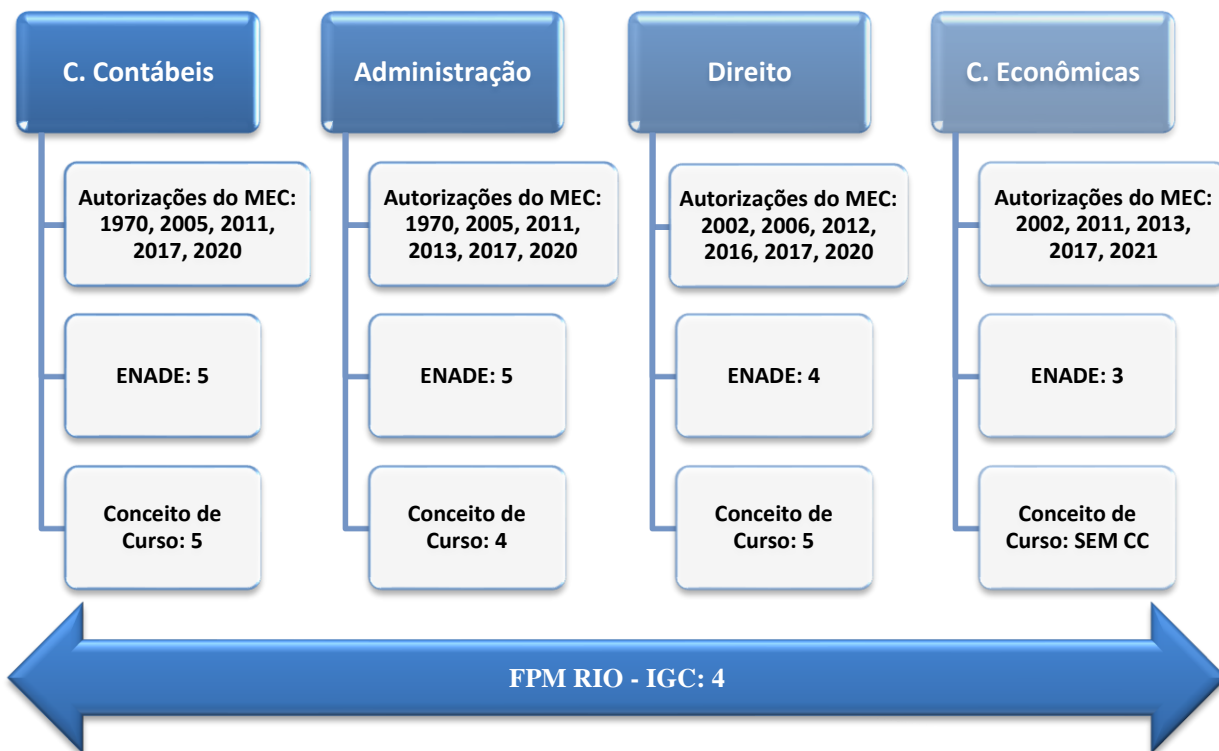 C. Contábeis
Autorizações do MEC:
1970, 2005, 2011,
2017, 2020
ENADE: 5
Conceito de
Curso: 5
Administração
Autorizações do MEC:
1970, 2005, 2011,
2013, 2017, 2020
ENADE: 5
Conceito de
Curso: 4
Direito
Autorizações do MEC:
2002, 2006, 2012,
2016, 2017, 2020
ENADE: 4
Conceito de
Curso: 5
C. Econômicas
Autorizações do MEC:
2002, 2011, 2013,
2017, 2021
ENADE: 3
Conceito de
Curso: SEM CC
FPM RIO - IGC: 4